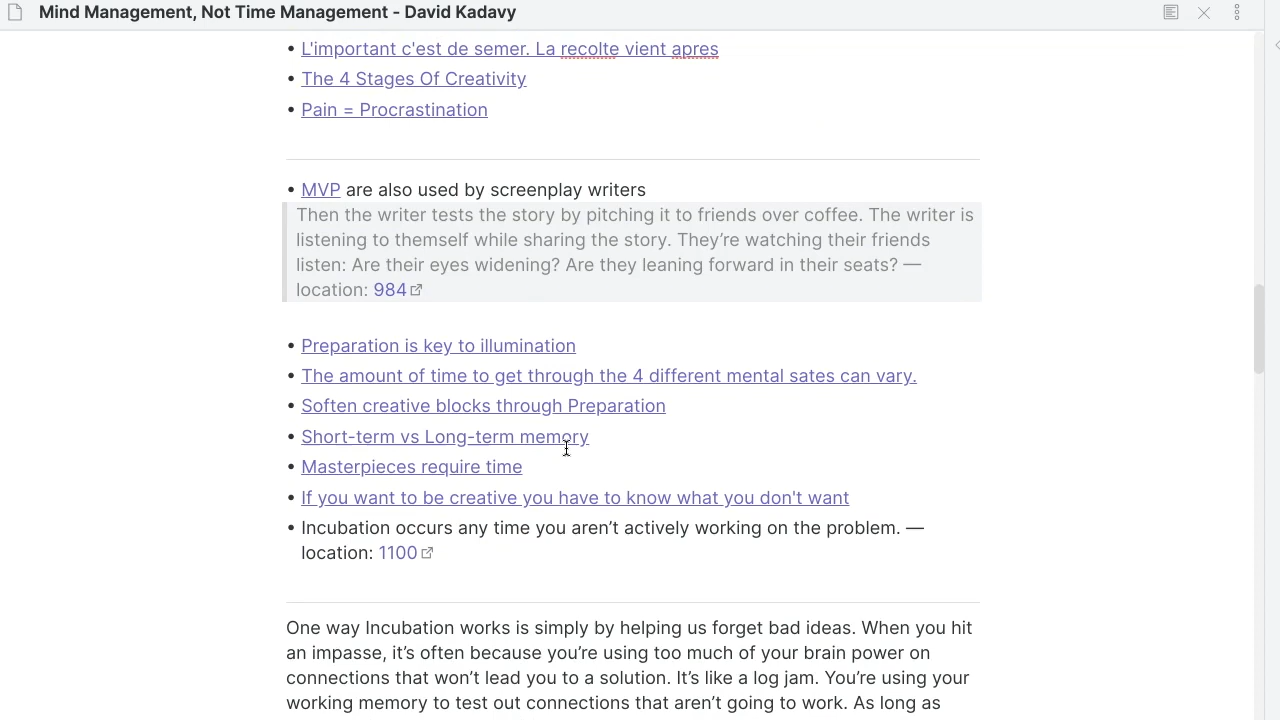 Mind Management, Not Time Management - David Kadavy
• L'important c'est de semer. La recolte vient apres
• The 4 Stages Of Creativity
• Pain = Procrastination
• MVP are also used by screenplay writers
Then the writer tests the story by pitching it to friends over coffee. The writer is
listening to themself while sharing the story. They’re watching their friends
listen: Are their eyes widening? Are they leaning forward in their seats? —
location: 984
• Preparation is key to illumination
• The amount of time to get through the 4 different mental sates can vary.
• Soften creative blocks through Preparation
• Short-term vs Long-term memory
• Masterpieces require time
• If you want to be creative you have to know what you don't want
• Incubation occurs any time you aren’t actively working on the problem. —
location: 1100
One way Incubation works is simply by helping us forget bad ideas. When you hit
an impasse, it’s often because you’re using too much of your brain power on
connections that won’t lead you to a solution. It’s like a log jam. You’re using your
working memory to test out connections that aren’t going to work. As long as